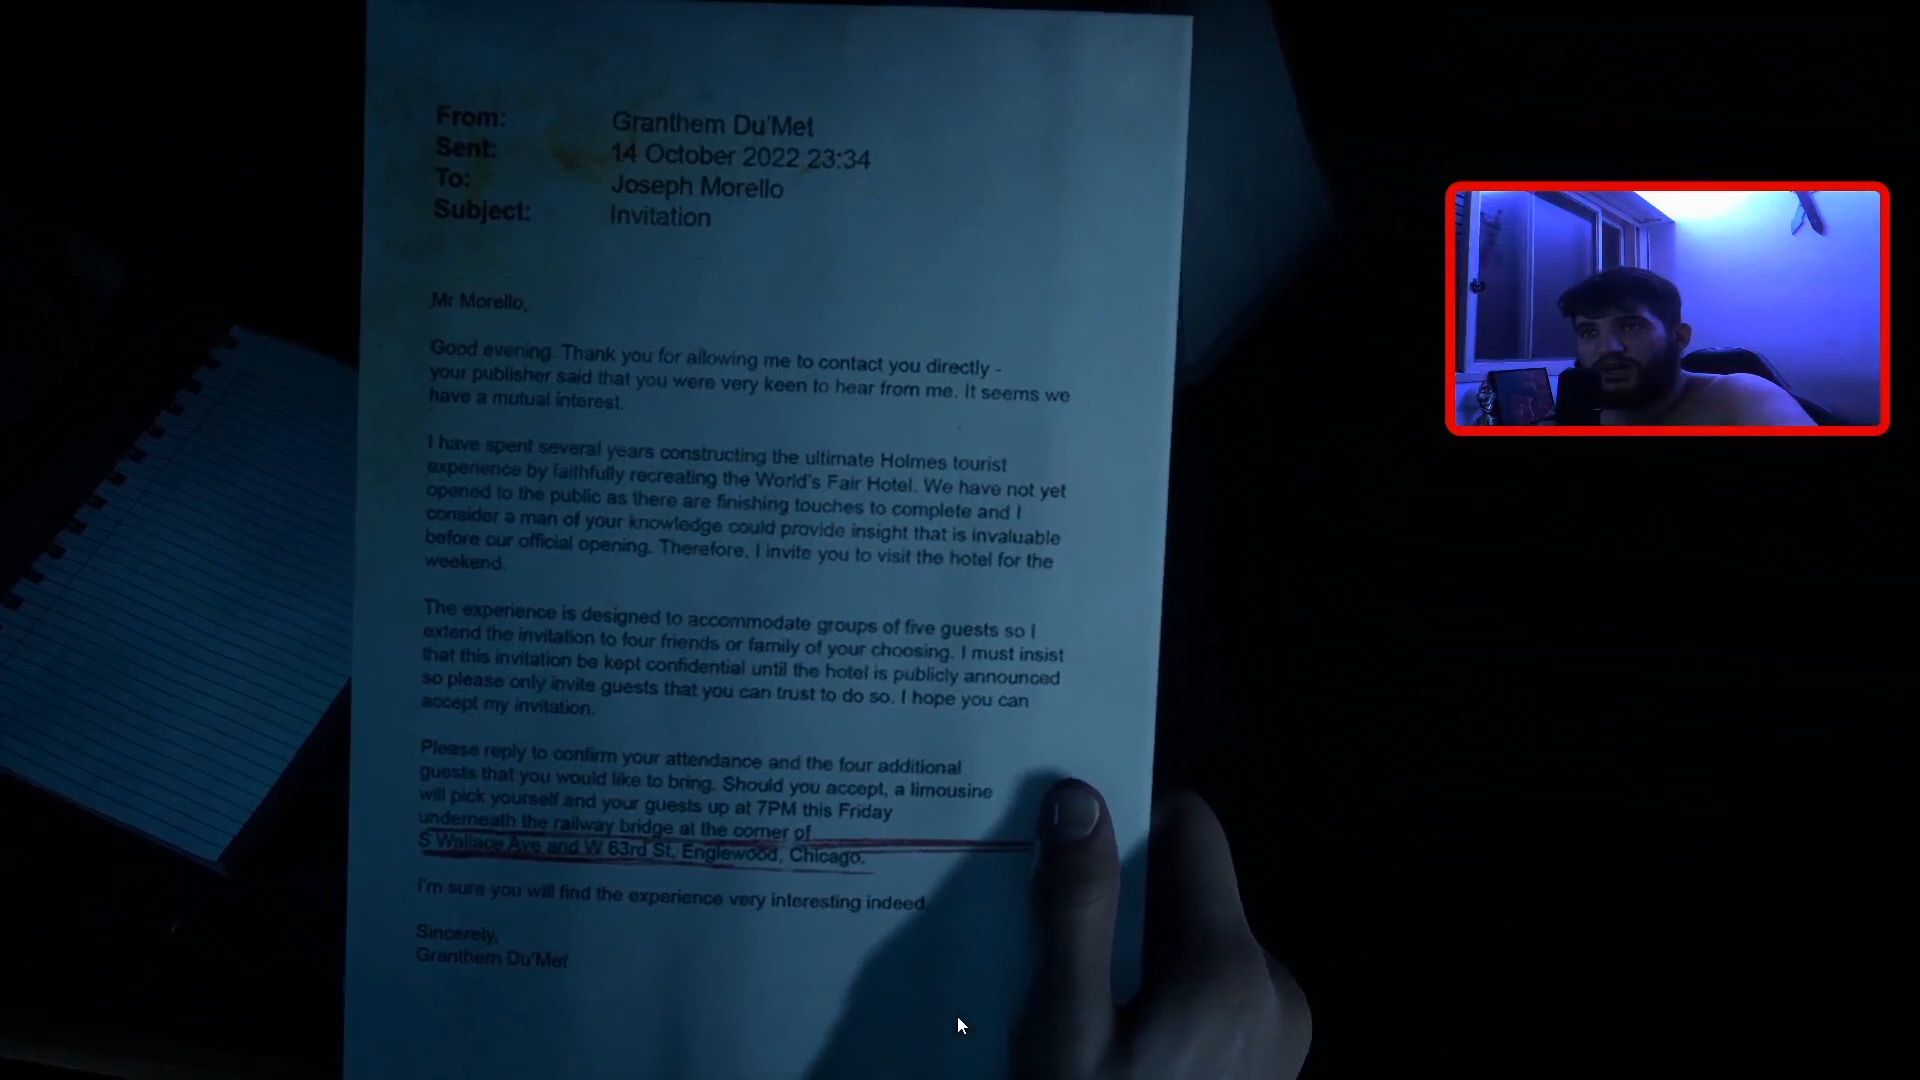 From: Granthem Du'Met
Sent: 14 October 2022 23:34
To: Joseph Morello
Subject: Invitation
Mr Morello,
Good evening. Thank you for allowing me to contact you directly -
your publisher said that you were very keen to hear from me. It seems we
have a mutual interest.
I have spent several years constructing the ultimate Holmes tourist
experience by faithfully recreating the World's Fair Hotel. We have not yet
opened to the public as there are finishing touches to complete and I
consider a man of your knowledge could provide insight that is invaluable
before our official opening. Therefore, I invite you to visit the hotel for the
weekend.
The experience is designed to accommodate groups of five guests so I
extend the invitation to four friends or family of your choosing. I must insist
that this invitation be kept confidential until the hotel is publicly announced
so please only invite guests that you can trust to do so. I hope you can
accept my invitation.
Please reply to confirm your attendance and the four additional
guests that you would like to bring. Should you accept, a limousine
will pick yourself and your guests up at 7PM this Friday
underneath the railway bridge at the corner of
S Wallace Ave and W 63rd St, Englewood, Chicago.
I'm sure you will find the experience very interesting indeed.
Sincerely,
Granthem Du'Met